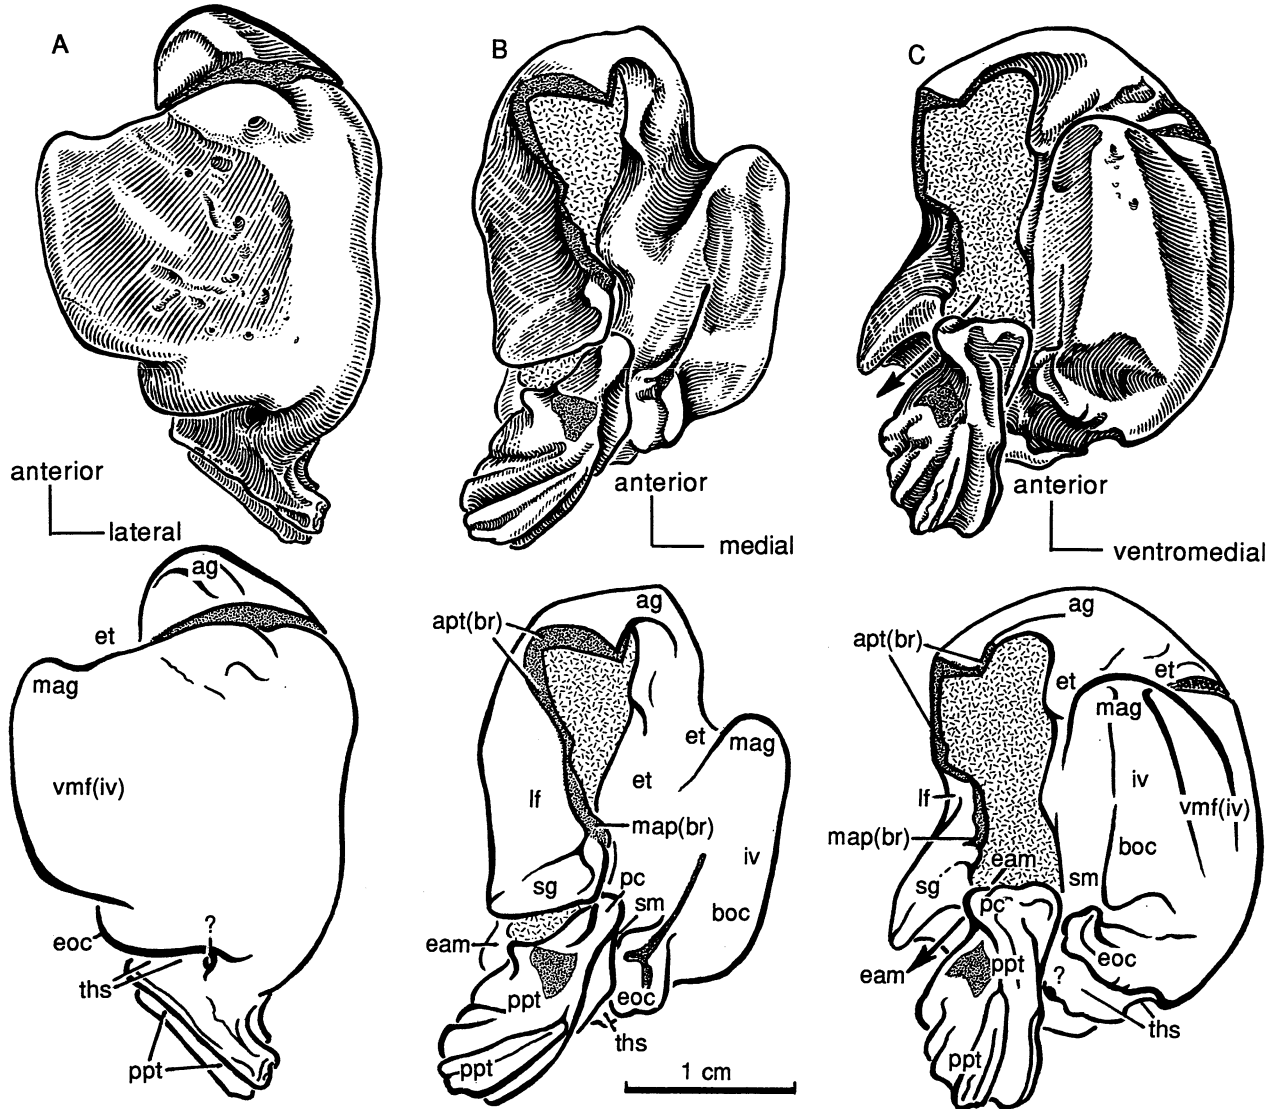 A
B
C
anterior
lateral
anterior
medial
anterior
ventromedial
ag
et
mag
vmf(iv)
eoc
?
ths
ppt
apt(br)
ag
et
mag
et
lf
map(br)
iv
sg
pc
sm
boc
eam
ppt
eoc
ths
ppt
1 cm
ag
apt(br)
et
et
mag
lf
iv
vmf(iv)
map(br)
boc
eam
sg
sm
pc
eoc
eam
ppt
?
ths
ppt